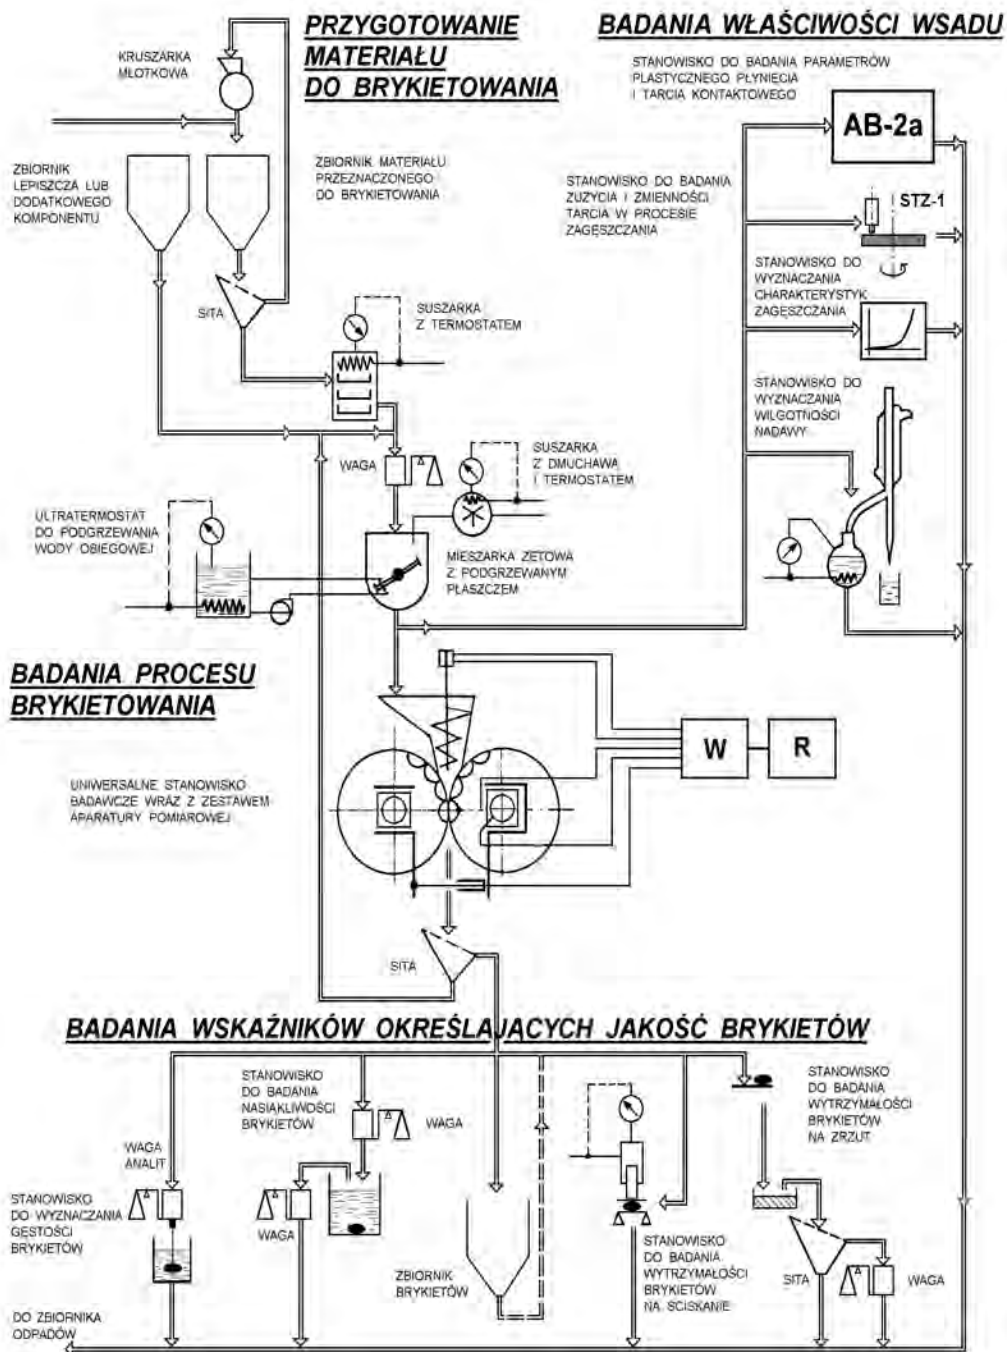 PRZYGOTOWANIE
MATERIAŁU
DO BRYKIETOWANIA
KRUSZARKA
MŁOTKOWA
ZBIORNIK
LEPISZCZA LUB
DODATKOWEGO
KOMPONENTU
ZBIORNIK MATERIAŁU
PRZEZNACZONEGO
DO BRYKIETOWANIA
SITA
SUSZARKA
Z TERMOSTATEM
WAGA
SUSZARKA
Z DMUCHAWĄ
I TERMOSTATEM
ULTRATERMOSTAT
DO PODGRZEWANIA
WODY OBIEGOWEJ
MIESZARKA ZETOWA
Z PODGRZEWANYM
PŁASZCZEM
BADANIA WŁAŚCIWOŚCI WSADU
STANOWISKO DO BADANIA PARAMETRÓW
PLASTYCZNEGO PŁYNIĘCIA
I TARCIA KONTAKTOWEGO
AB-2a
STANOWISKO DO BADANIA
ZUŻYCIA I ZMIENNOŚCI
TARCIA W PROCESIE
ZAGĘSZCZANIA
STZ-1
STANOWISKO DO
WYZNACZANIA
CHARAKTERYSTYK
ZAGĘSZCZANIA
STANOWISKO DO
WYZNACZANIA
WILGOTNOŚCI
NADAWY
BADANIA PROCESU
BRYKIETOWANIA
UNIWERSALNE STANOWISKO
BADAWCZE WRAZ Z ZESTAWEM
APARATURY POMIAROWEJ
W
R
SITA
BADANIA WSKAŹNIKÓW OKREŚLAJĄCYCH JAKOŚĆ BRYKIETÓW
WAGA
ANALIT
STANOWISKO
DO WYZNACZANIA
GĘSTOŚCI
BRYKIETÓW
STANOWISKO
DO BADANIA
NASIĄKLIWOŚCI
BRYKIETÓW
WAGA
WAGA
ZBIORNIK
BRYKIETÓW
STANOWISKO
DO BADANIA
WYTRZYMAŁOŚCI
BRYKIETÓW
NA ŚCISKANIE
STANOWISKO
DO BADANIA
WYTRZYMAŁOŚCI
BRYKIETÓW
NA ZRZUT
SITA
WAGA
DO ZBIORNIKA
ODPADÓW